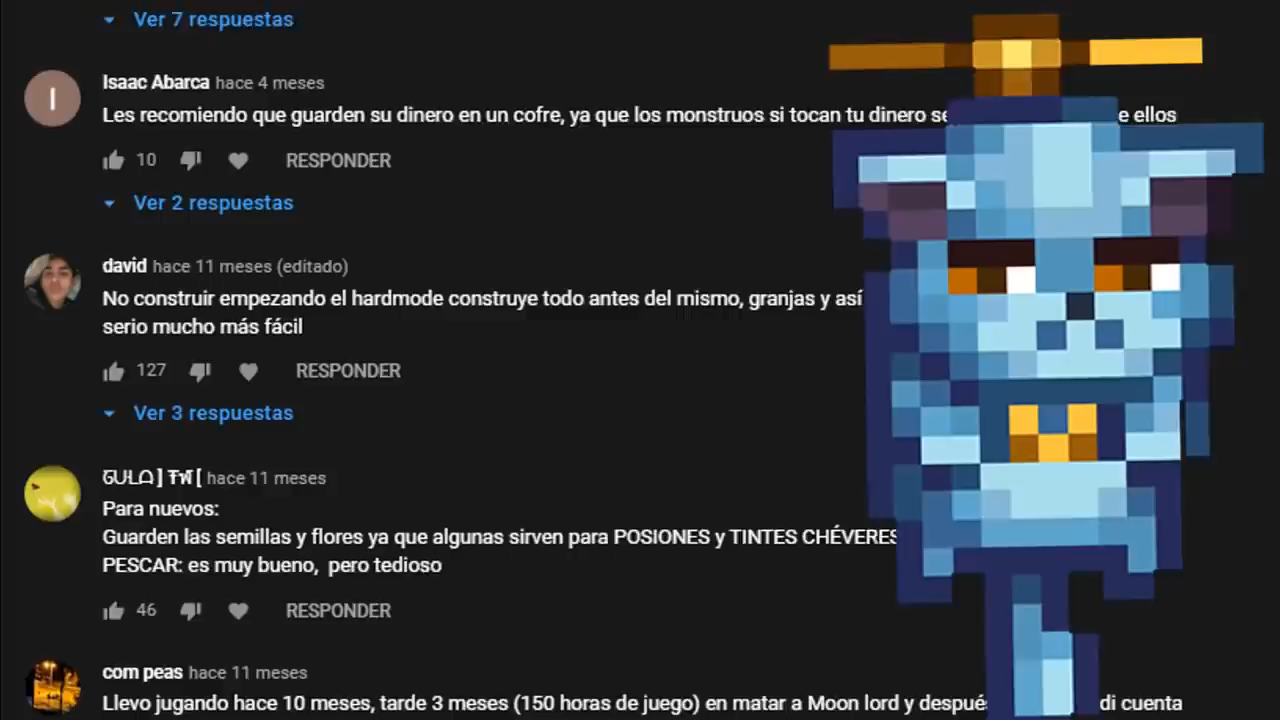 Ver 7 respuestas
I
Isaac Abarca hace 4 meses
Les recomiendo que guarden su dinero en un cofre, ya que los monstruos si tocan tu dinero e ellos
10 RESPONDER
Ver 2 respuestas
david hace 11 meses (editado)
No construir empezando el hardmode construye todo antes del mismo, granjas y así
serio mucho más fácil
127 RESPONDER
Ver 3 respuestas
hace 11 meses
Para nuevos:
Guarden las semillas y flores ya que algunas sirven para POSIONES y TINTES CHÉVERES
PESCAR: es muy bueno, pero tedioso
46 RESPONDER
com peas hace 11 meses
Llevo jugando hace 10 meses, tarde 3 meses (150 horas de juego) en matar a Moon lord y despué di cuenta